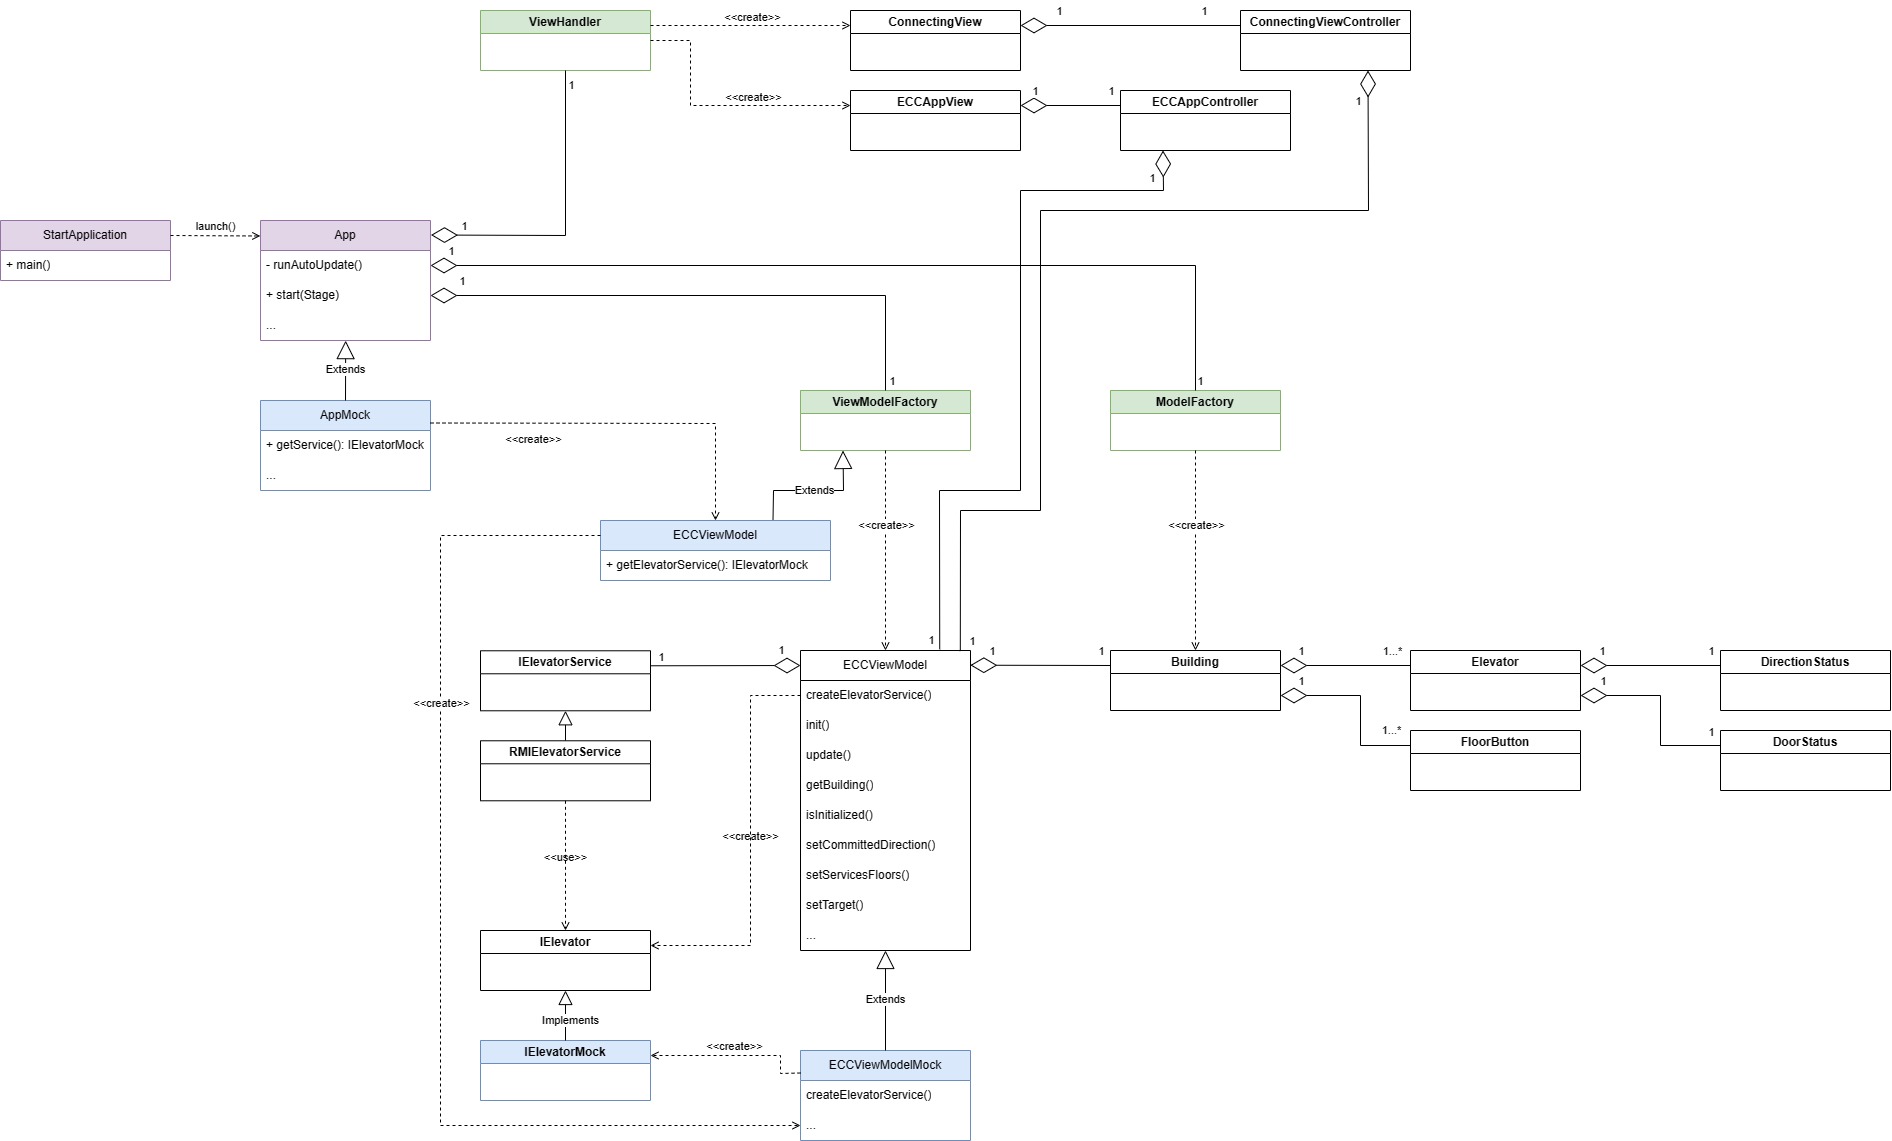 ViewHandler
<<create>>
ConnectingView
1
1
ConnectingViewController
1
<<create>>
ECCAppView
1
1
ECCAppController
1
1
StartApplication
+ main()
launch()
App
- runAutoUpdate()
+ start(Stage)
...
1
1
1
Extends
AppMock
+ getService(): IElevatorMock
...
<<create>>
1
ViewModelFactory
1
ModelFactory
Extends
<<create>>
<<create>>
ECCViewModel
+ getElevatorService(): IElevatorMock
<<create>>
IElevatorService
1
1
1
1
ECCViewModel
createElevatorService()
init()
update()
getBuilding()
isInitialized()
setCommittedDirection()
setServicesFloors()
setTarget()
...
1
1
Building
1
1...*
Elevator
1
1
DirectionStatus
1
1...*
FloorButton
1
1
DoorStatus
RMIElevatorService
<<use>>
<<create>>
IElevator
Implements
Extends
IElevatorMock
<<create>>
ECCViewModelMock
createElevatorService()
...